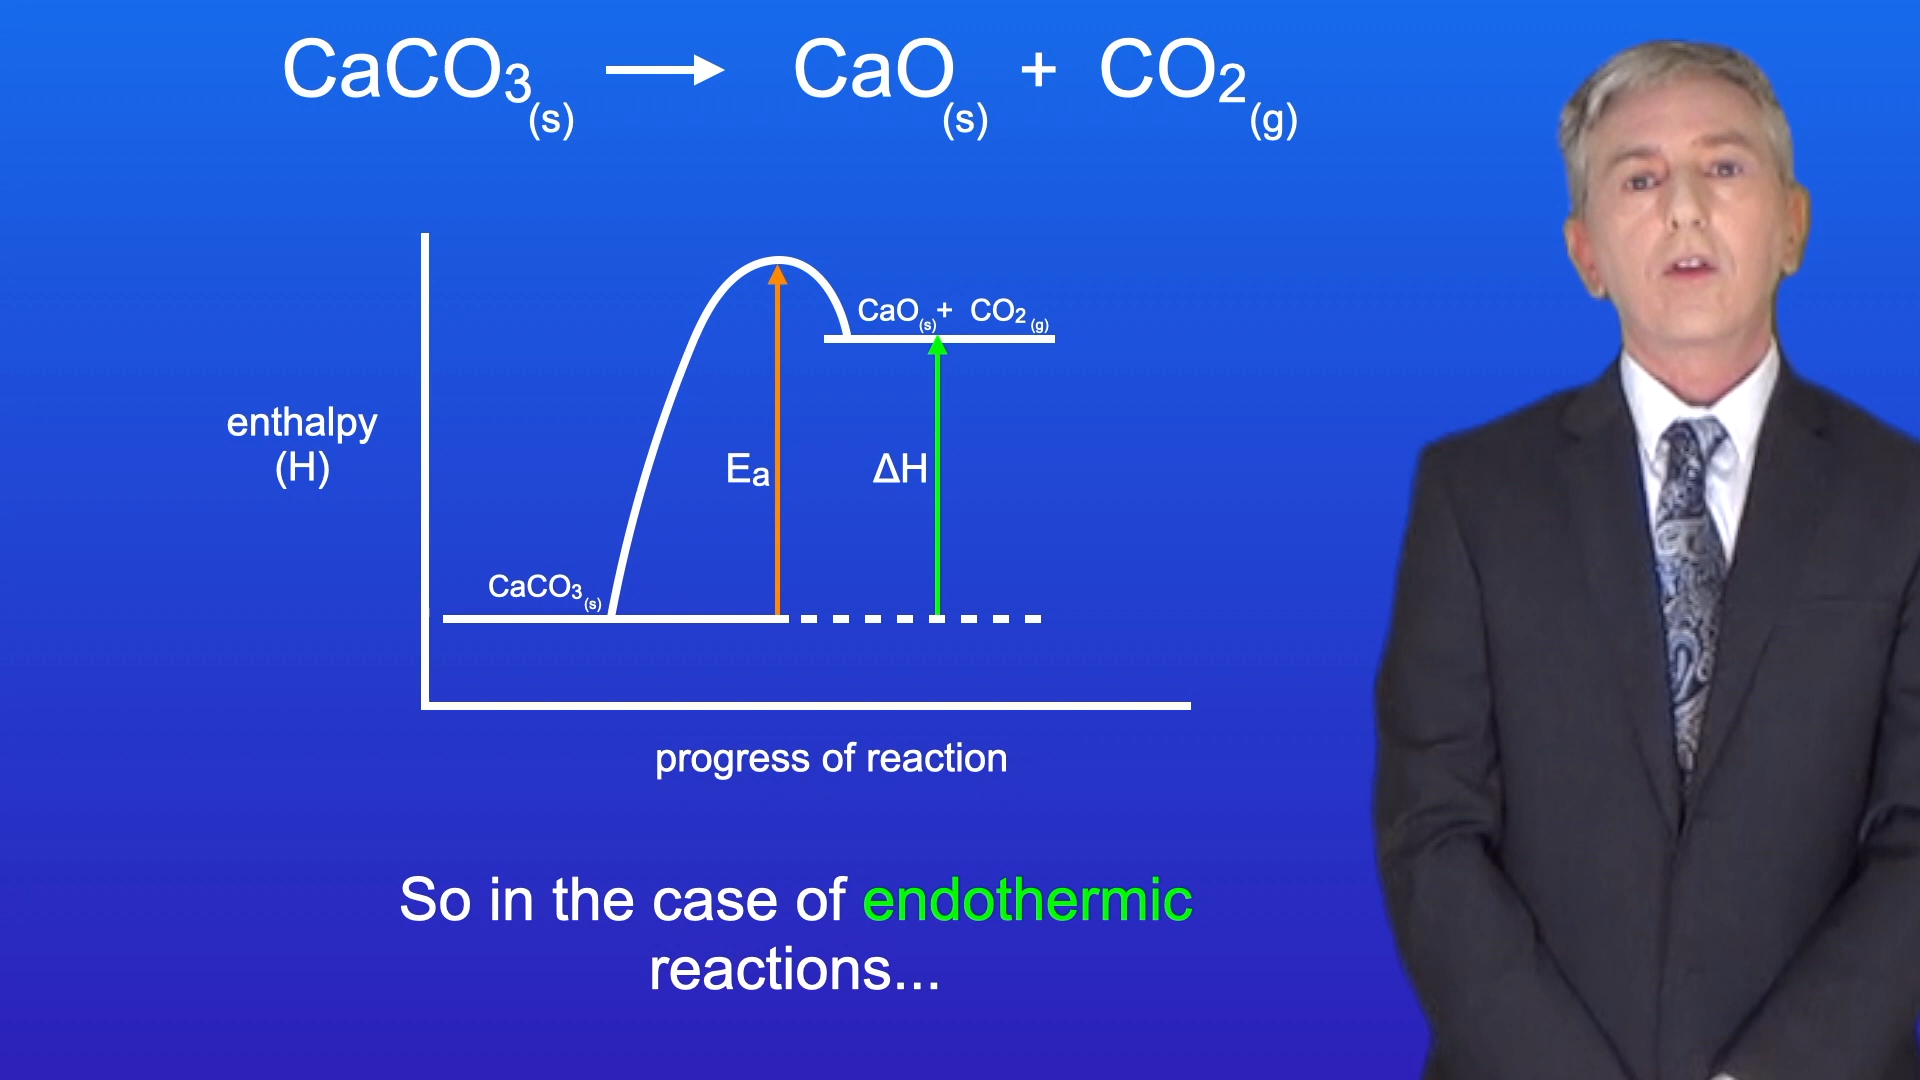 CaCO3(s) → CaO(s) + CO2(g)
CaO(s) + CO2(g)
enthalpy
(H)
Ea
ΔH
CaCO3(s)
progress of reaction
So in the case of endothermic
reactions...